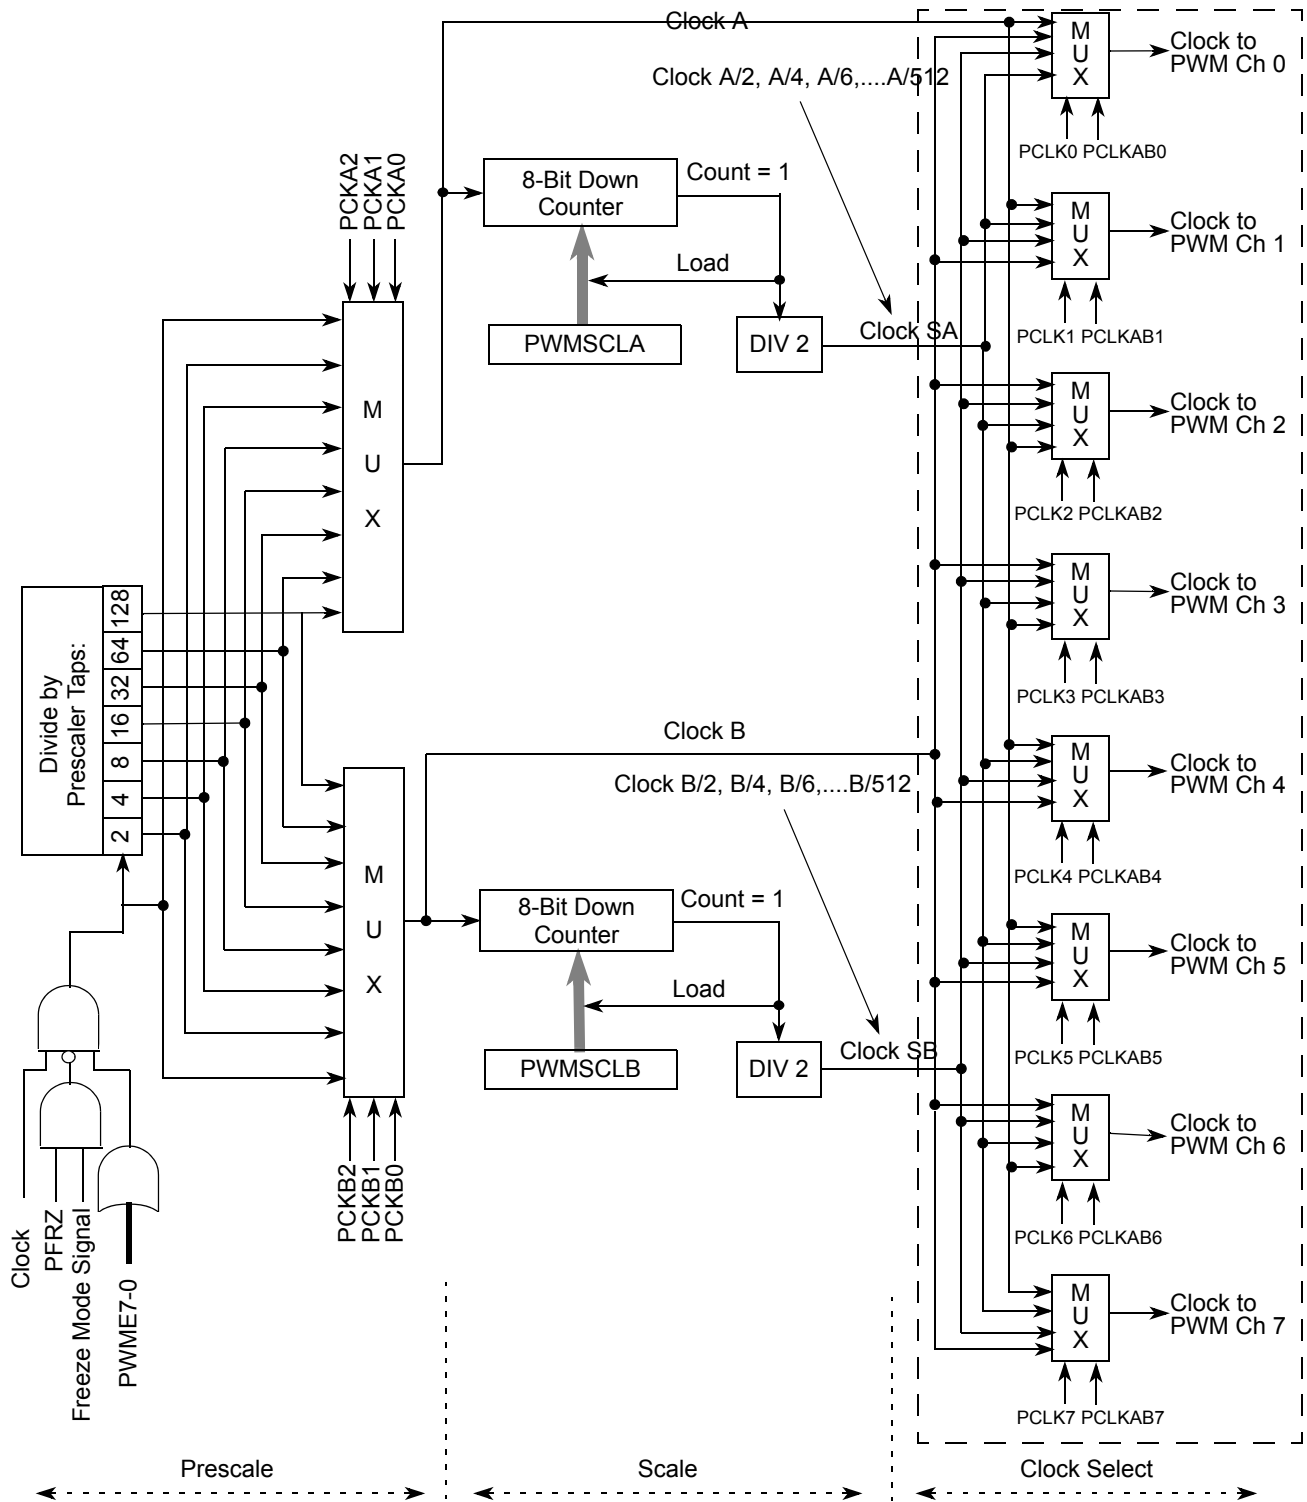 Clock A
Clock A/2, A/4, A/6,....A/512
M
U
X
Clock to
PWM Ch 0
PCLK0 PCLKAB0
PCKA2
PCKA1
PCKA0
8-Bit Down
Counter
Count = 1
Load
PWMSCLA
DIV 2
Clock SA
M
U
X
Clock to
PWM Ch 1
PCLK1 PCLKAB1
M
U
X
M
U
X
Clock to
PWM Ch 2
PCLK2 PCLKAB2
Divide by
Prescaler Taps:
128
64
32
16
8
4
2
M
U
X
Clock to
PWM Ch 3
PCLK3 PCLKAB3
Clock B
Clock B/2, B/4, B/6,....B/512
M
U
X
Clock to
PWM Ch 4
PCLK4 PCLKAB4
M
U
X
8-Bit Down
Counter
Count = 1
Load
PWMSCLB
DIV 2
Clock SB
M
U
X
Clock to
PWM Ch 5
PCLK5 PCLKAB5
M
U
X
Clock to
PWM Ch 6
PCLK6 PCLKAB6
PCKB2
PCKB1
PCKB0
Clock
PFRZ
Freeze Mode Signal
PWME7-0
M
U
X
Clock to
PWM Ch 7
PCLK7 PCLKAB7
Prescale
Scale
Clock Select